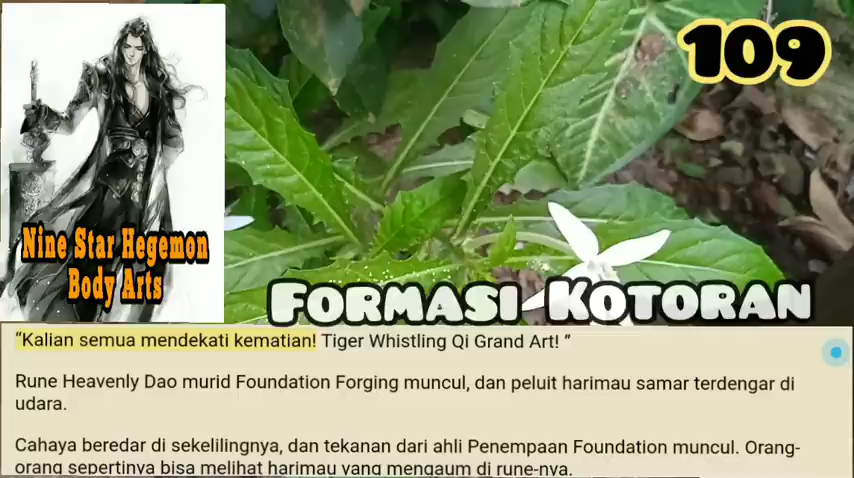 109
Nine Star Hegemon
Body Arts
FORMASI KOTORAN
“Kalian semua mendekati kematian! Tiger Whistling Qi Grand Art! ”
Rune Heavenly Dao murid Foundation Forging muncul, dan peluit harimau samar terdengar di
udara.
Cahaya beredar di sekelilingnya, dan tekanan dari ahli Penempaan Foundation muncul. Orang-
orang sepertinya bisa melihat harimau yang mengaum di rune-nya.